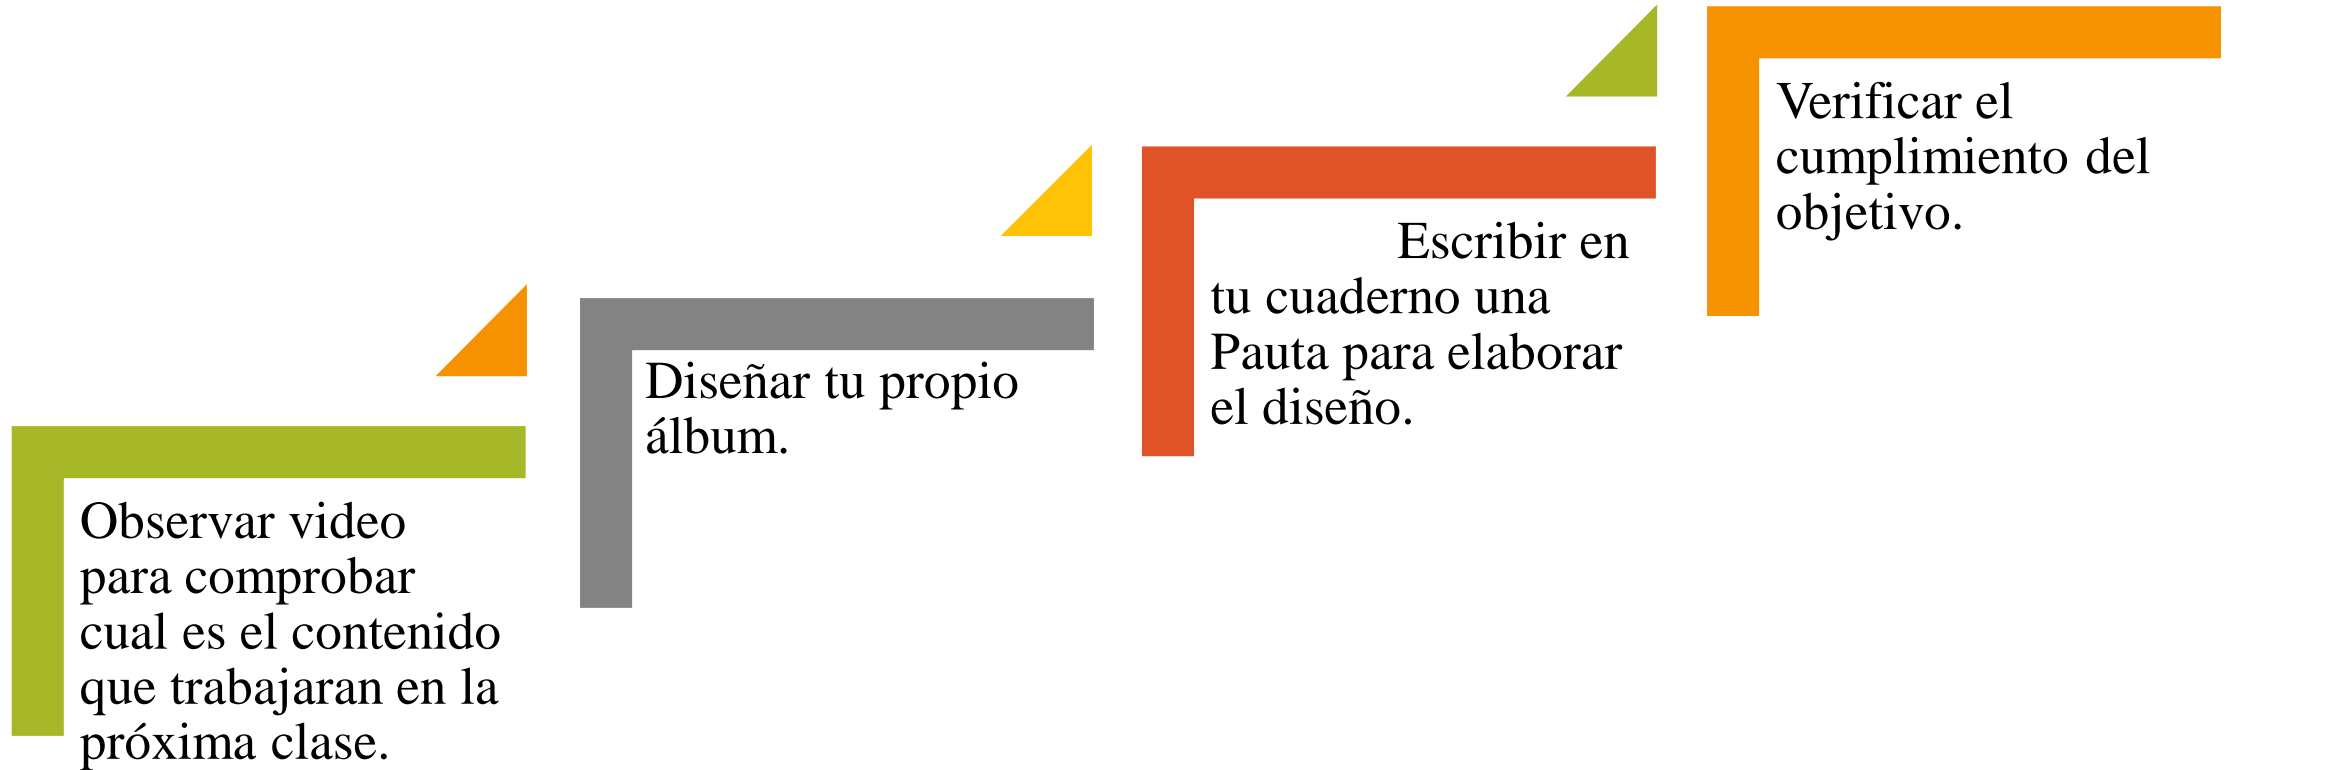 Observar video
para comprobar
cual es el contenido
que trabajaran en la
próxima clase.
Diseñar tu propio
álbum.
Escribir en
tu cuaderno una
Pauta para elaborar
el diseño.
Verificar el
cumplimiento del
objetivo.